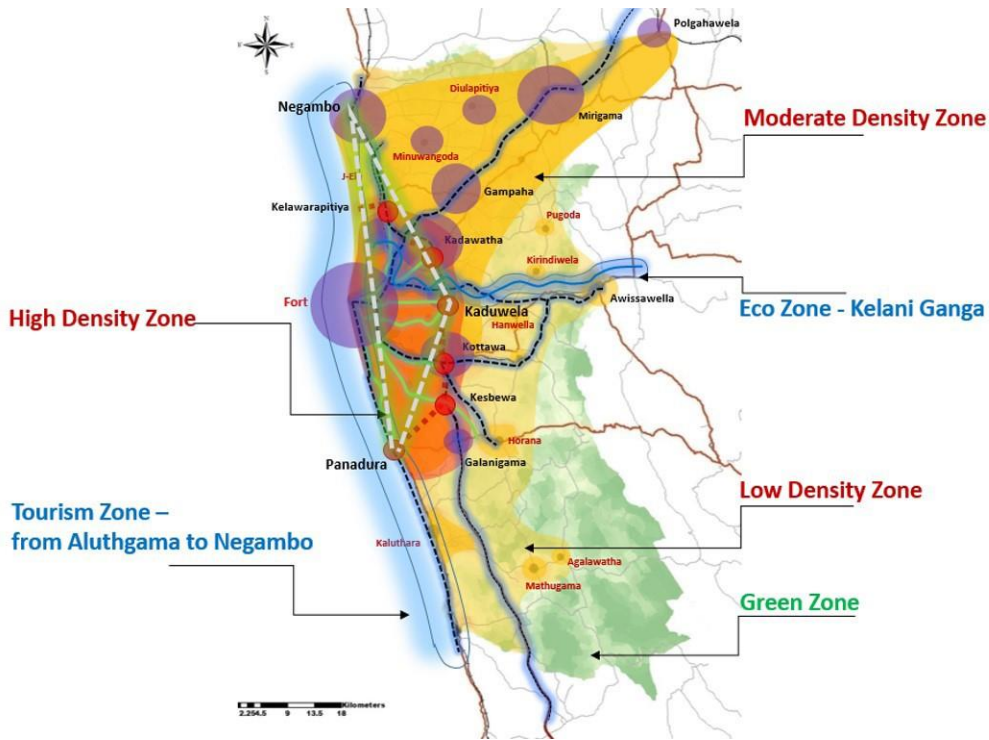 Polgahawela
Negambo
Diulapitiya
Mirigama
Moderate Density Zone
Minuwangoda
J-El
Gampaha
Kelawarapitiya
Pugoda
Kadawatha
Kirindiwela
Fort
Awissawella
Eco Zone - Kelani Ganga
High Density Zone
Kaduwela
Hanwella
Kottawa
Kesbewa
Horana
Panadura
Galanigama
Low Density Zone
Tourism Zone –
from Aluthgama to Negambo
Kaluthara
Agalawatha
Mathugama
Green Zone
Kilometers
2.25 4.5 9 13.5 18